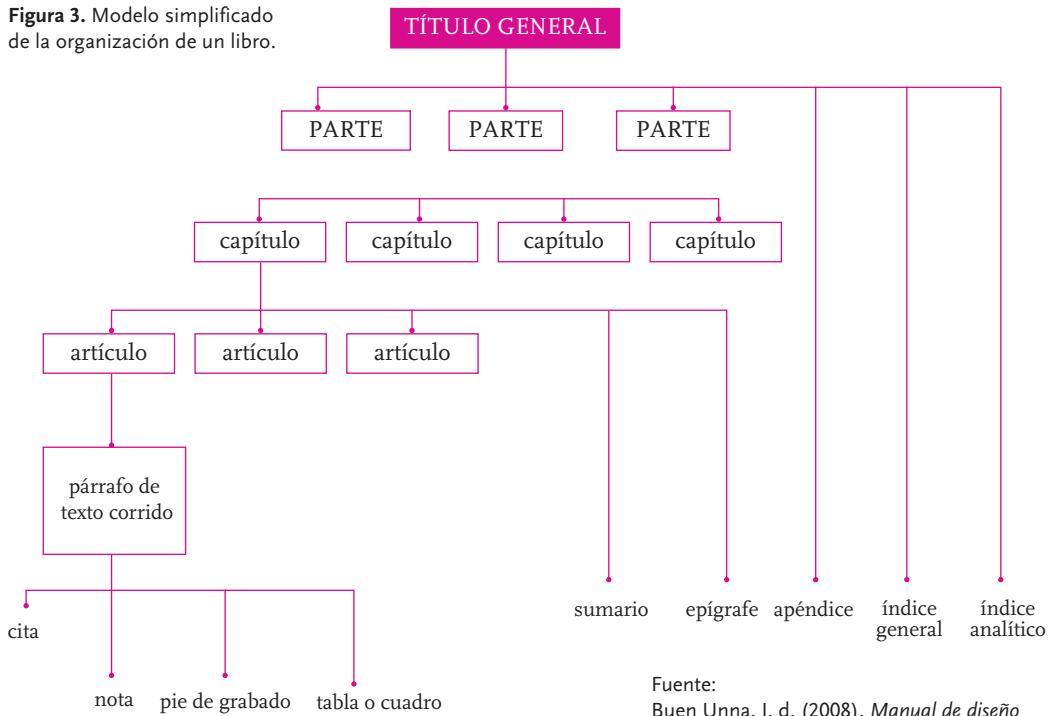 Figura 3. Modelo simplificado
de la organización de un libro.
TÍTULO GENERAL
PARTE
PARTE
PARTE
capítulo
capítulo
capítulo
capítulo
artículo
artículo
artículo
párrafo de
texto corrido
sumario
epígrafe
apéndice
índice
general
índice
analítico
cita
nota
pie de grabado
tabla o cuadro
Fuente:
Buen Unna, J. d. (2008). Manual de diseño